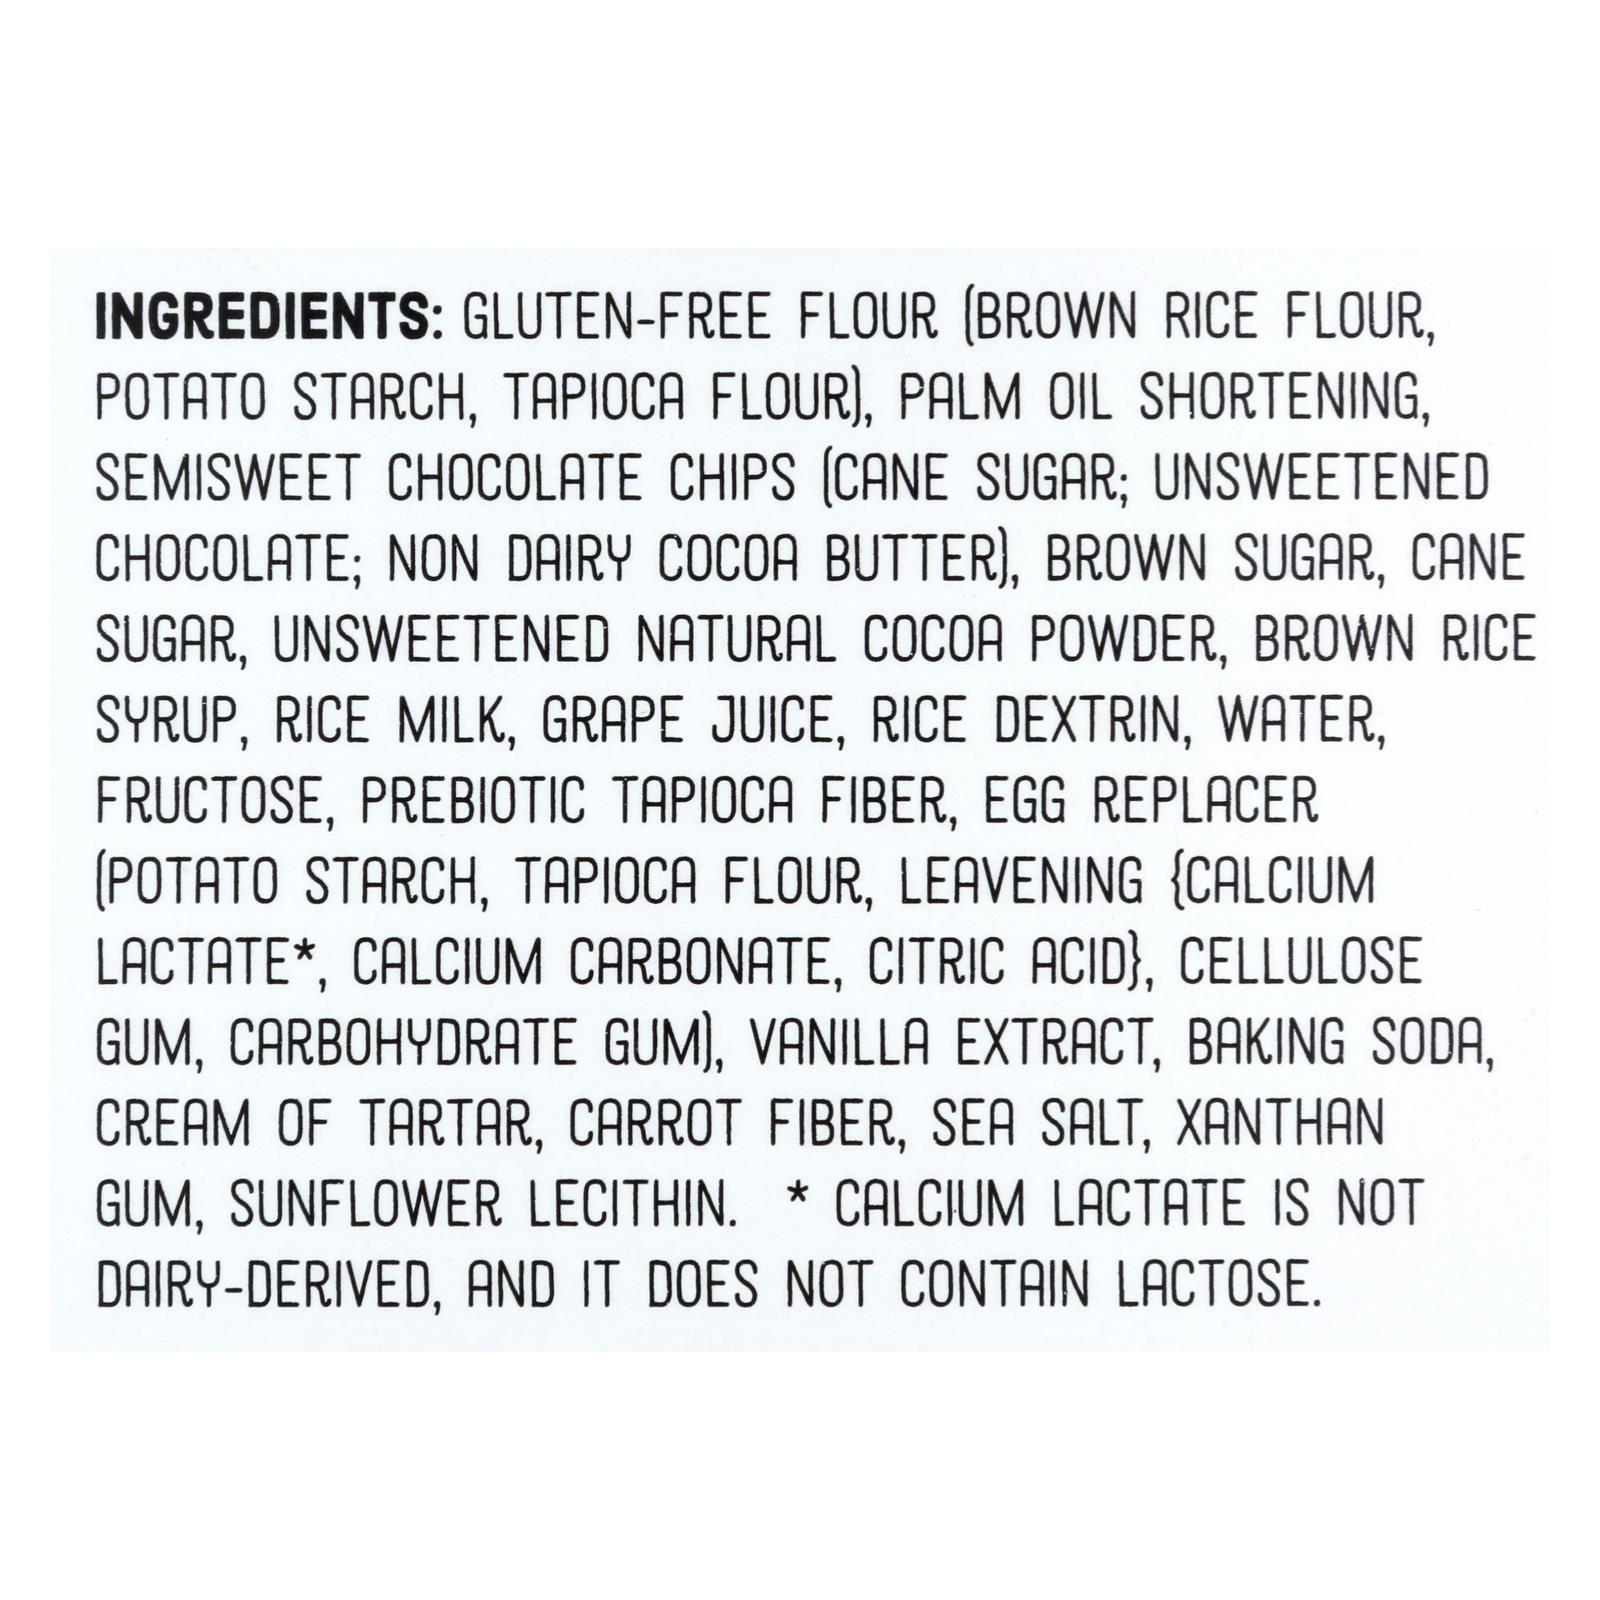 INGREDIENTS: GLUTEN-FREE FLOUR (BROWN RICE FLOUR,
POTATO STARCH, TAPIOCA FLOUR), PALM OIL SHORTENING,
SEMISWEET CHOCOLATE CHIPS (CANE SUGAR; UNSWEETENED
CHOCOLATE; NON DAIRY COCOA BUTTER), BROWN SUGAR, CANE
SUGAR, UNSWEETENED NATURAL COCOA POWDER, BROWN RICE
SYRUP, RICE MILK, GRAPE JUICE, RICE DEXTRIN, WATER,
FRUCTOSE, PREBIOTIC TAPIOCA FIBER, EGG REPLACER
(POTATO STARCH, TAPIOCA FLOUR, LEAVENING {CALCIUM
LACTATE*, CALCIUM CARBONATE, CITRIC ACID}, CELLULOSE
GUM, CARBOHYDRATE GUM), VANILLA EXTRACT, BAKING SODA,
CREAM OF TARTAR, CARROT FIBER, SEA SALT, XANTHAN
GUM, SUNFLOWER LECITHIN. * CALCIUM LACTATE IS NOT
DAIRY-DERIVED, AND IT DOES NOT CONTAIN LACTOSE.